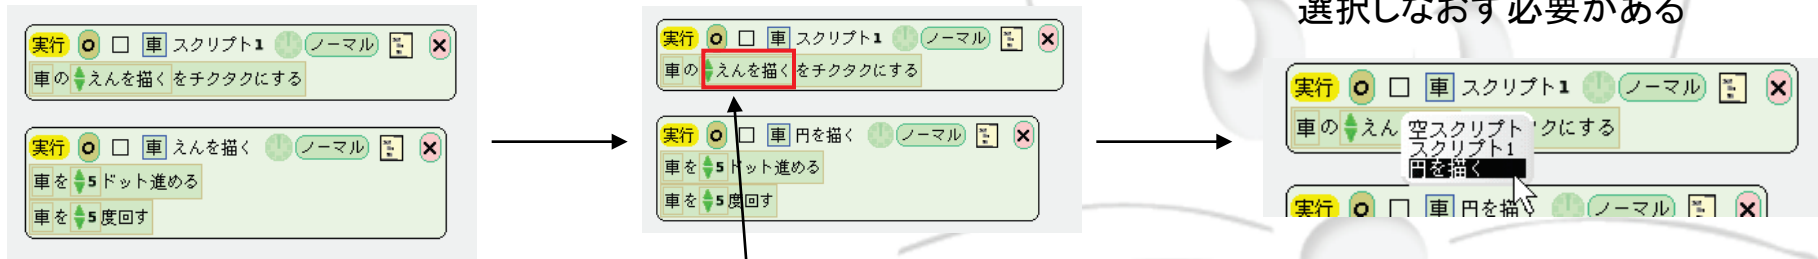 実行 車 スクリプト1 ノーマル
車の えんを描く をチクタクにする
実行 車 えんを描く ノーマル
車を 5 ドット進める
車を 5 度回す
実行 車 スクリプト1 ノーマル
車の えんを描く をチクタクにする
実行 車 円を描く ノーマル
車を 5 ドット進める
車を 5 度回す
選択しなおす必要がある
実行 車 スクリプト1 ノーマル
車の えん クにする
空スクリプト
スクリプト1
円を描く
実行 車 円を描く ノーマル